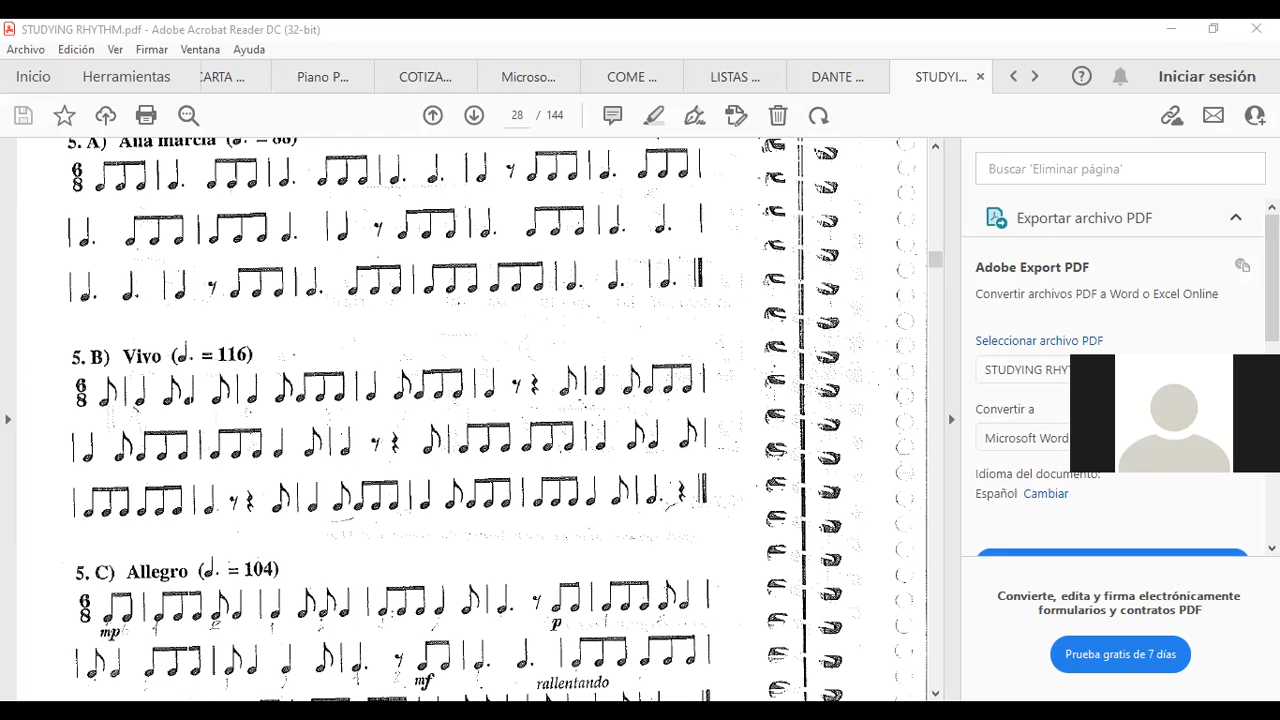 STUDYING RHYTHM.pdf - Adobe Acrobat Reader DC (32-bit)
Archivo Edición Ver Firmar Ventana Ayuda
Inicio Herramientas CARTA ... Piano P... COTIZA... Microso... COME ... LISTAS ... DANTE ... STUDYI... Iniciar sesión
28 / 144
5. A) Alla marcia ( = 88)
6
8
5. B) Vivo ( = 116)
6
8
5. C) Allegro ( = 104)
6
8
mp p
mf rallentando
Buscar 'Eliminar página'
Exportar archivo PDF
Adobe Export PDF
Convertir archivos PDF a Word o Excel Online
Seleccionar archivo PDF
STUDYING RHY
Convertir a
Microsoft Word
Idioma del documento:
Español Cambiar
Convierte, edita y firma electrónicamente
formularios y contratos PDF
Prueba gratis de 7 días